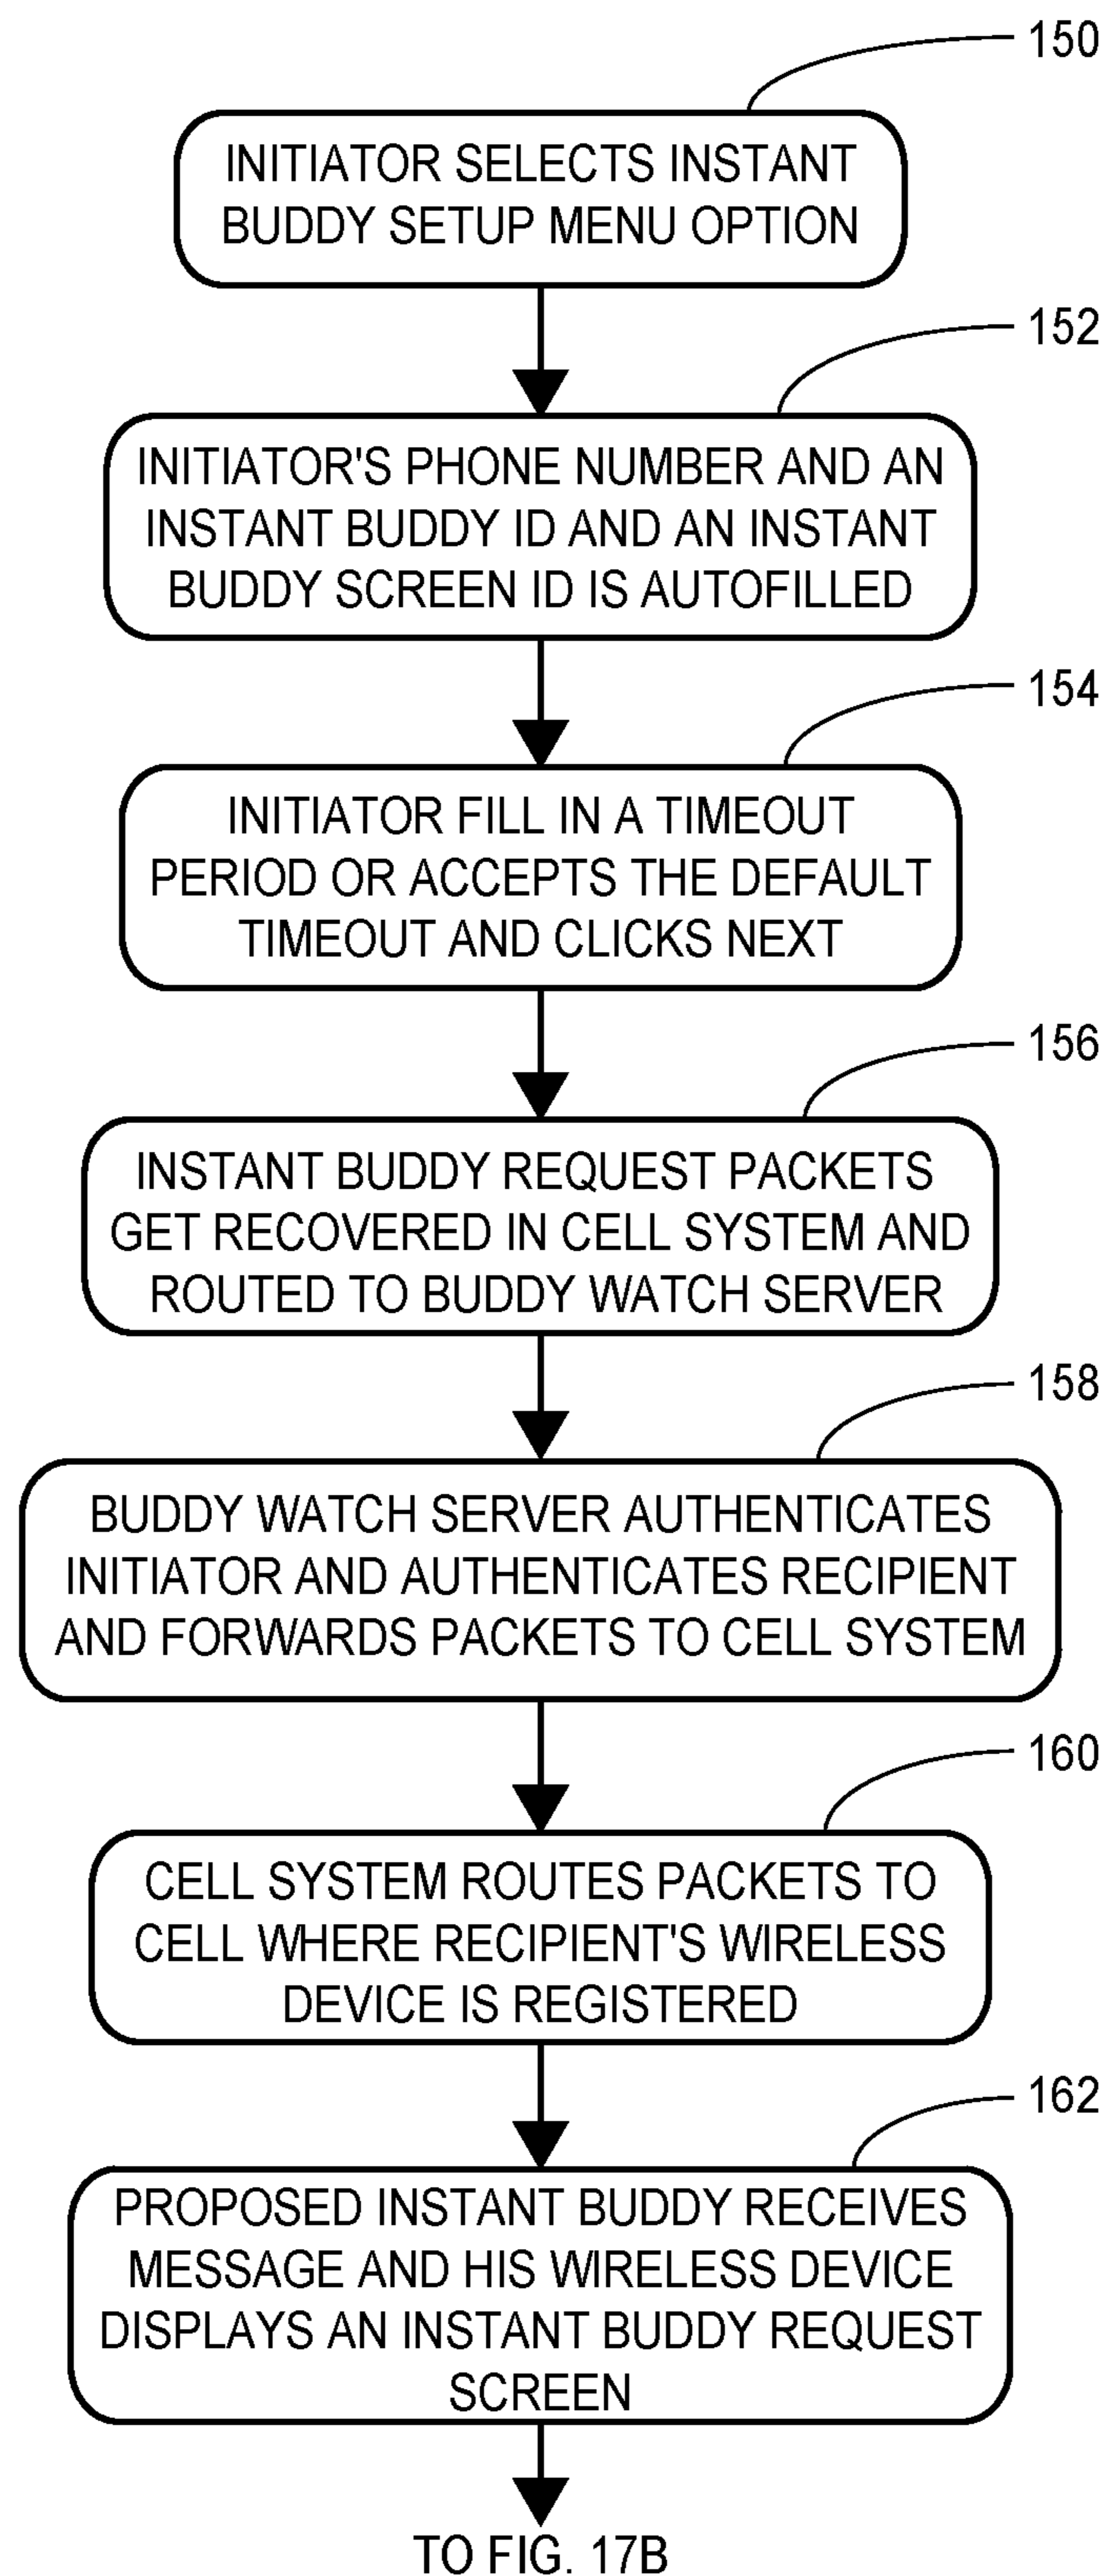 150
INITIATOR SELECTS INSTANT
BUDDY SETUP MENU OPTION
152
INITIATOR'S PHONE NUMBER AND AN
INSTANT BUDDY ID AND AN INSTANT
BUDDY SCREEN ID IS AUTOFILLED
154
INITIATOR FILL IN A TIMEOUT
PERIOD OR ACCEPTS THE DEFAULT
TIMEOUT AND CLICKS NEXT
156
INSTANT BUDDY REQUEST PACKETS
GET RECOVERED IN CELL SYSTEM AND
ROUTED TO BUDDY WATCH SERVER
158
BUDDY WATCH SERVER AUTHENTICATES
INITIATOR AND AUTHENTICATES RECIPIENT
AND FORWARDS PACKETS TO CELL SYSTEM
160
CELL SYSTEM ROUTES PACKETS TO
CELL WHERE RECIPIENT'S WIRELESS
DEVICE IS REGISTERED
162
PROPOSED INSTANT BUDDY RECEIVES
MESSAGE AND HIS WIRELESS DEVICE
DISPLAYS AN INSTANT BUDDY REQUEST
SCREEN
TO FIG. 17B